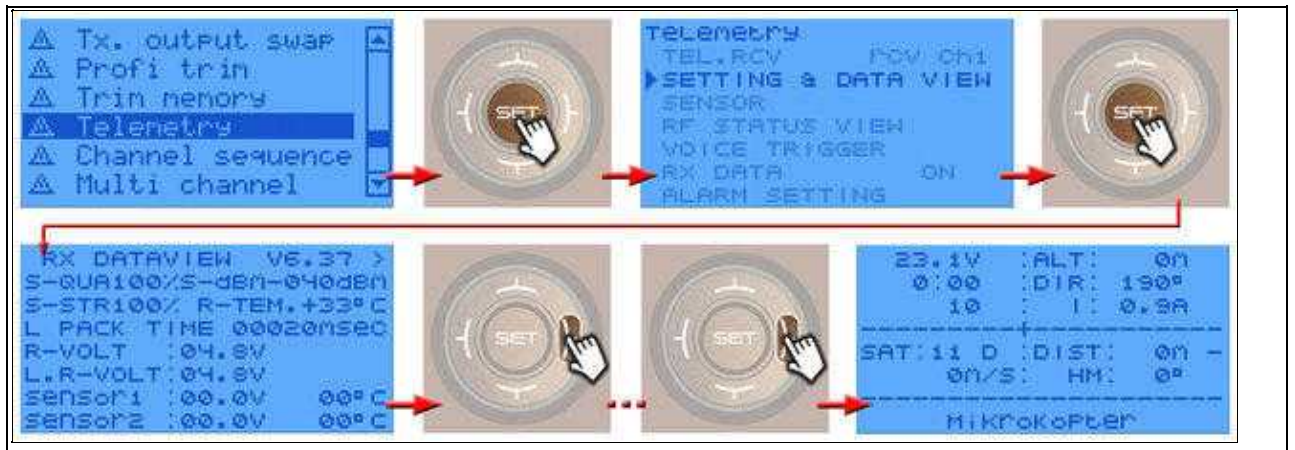 Tx. output swap
Profi trim
Trim memory
Telemetry
Channel sequence
Multi channel
SET
Telemetry
TEL.RCV rcv Ch1
SETTING & DATA VIEW
SENSOR
RF STATUS VIEW
VOICE TRIGGER
RX DATA ON
ALARM SETTING
SET
RX DATAVIEW V6.37 >
S-QUA100%S-dBm-040dBm
S-STR100% R-TEM.+33°C
L PACK TIME 00020msec
R-VOLT :04.8V
L.R-VOLT:04.8V
Sensor1 :00.0V 00°C
Sensor2 :00.0V 00°C
SET
SET
23.1V :ALT: 0m
0:00 :DIR: 190°
10 : I: 0.9A
SAT:11 D :DIST: 0m -
0m/s: HM: 0°
MikroKopter